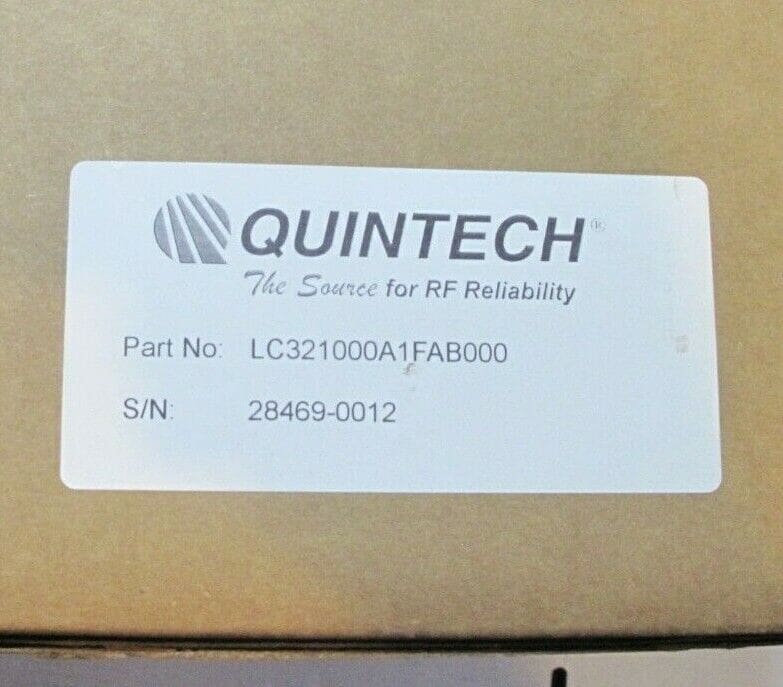 QUINTECH®
The Source for RF Reliability
Part No: LC321000A1FAB000
S/N: 28469-0012